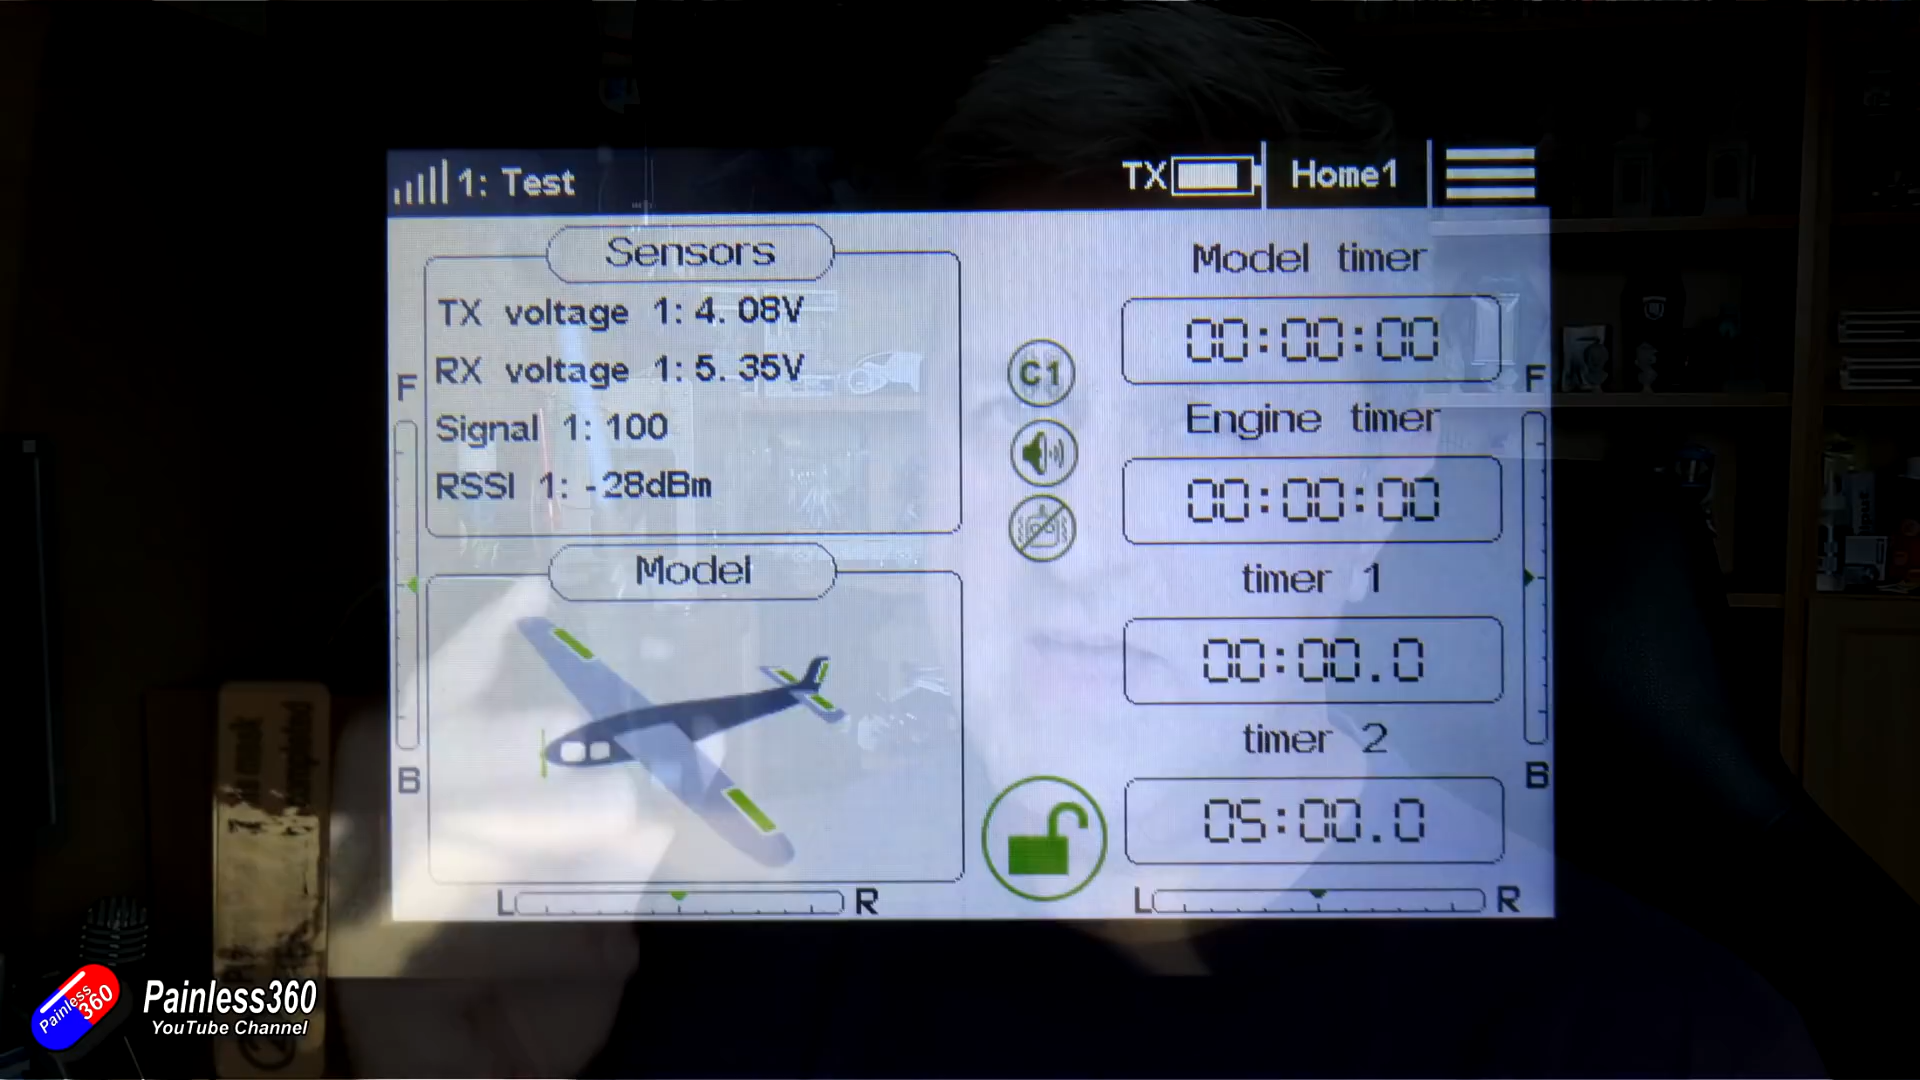 1: Test
TX
Home1
Sensors
TX voltage 1: 4.08V
RX voltage 1: 5.35V
Signal 1: 100
RSSI 1: -28dBm
Model
F
B
L
R
C1
Model timer
00:00:00
Engine timer
00:00:00
timer 1
00:00.0
timer 2
05:00.0
F
B
L
R
Painless
360
Painless360
YouTube Channel